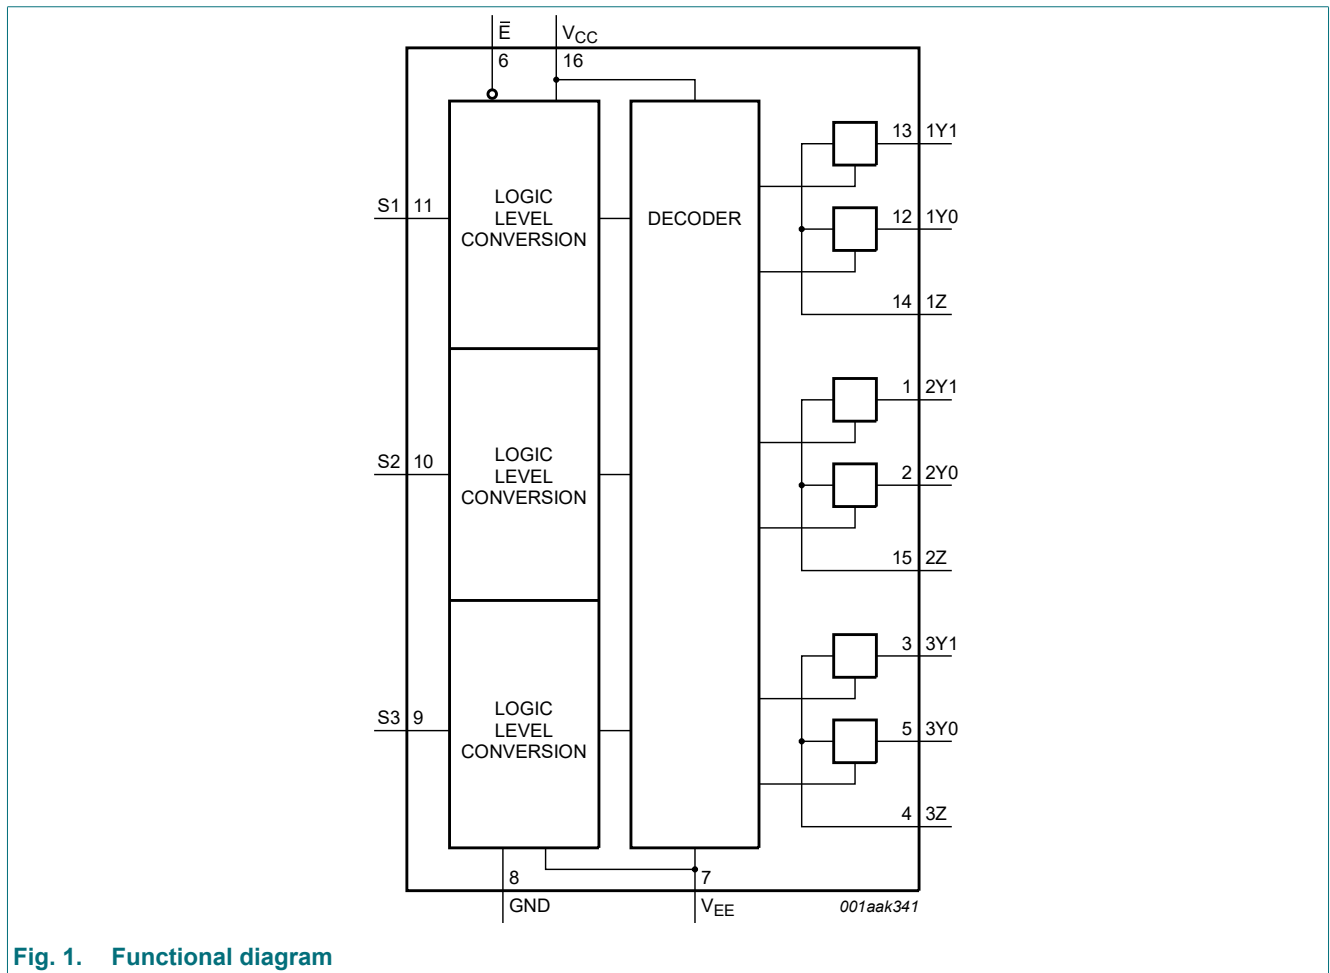 E̅ VCC
6 16
13 1Y1
LOGIC
LEVEL
CONVERSION
S1 11
DECODER
12 1Y0
14 1Z
1 2Y1
LOGIC
LEVEL
CONVERSION
S2 10
2 2Y0
15 2Z
3 3Y1
LOGIC
LEVEL
CONVERSION
S3 9
5 3Y0
4 3Z
8 7
GND VEE 001aak341
Fig. 1. Functional diagram